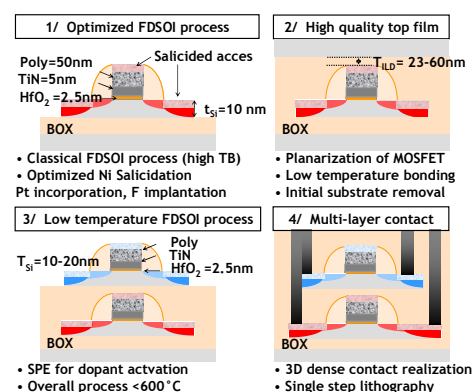 1/ Optimized FDSOI process
Poly=50nm
TiN=5nm
HfO2 =2.5nm
Salicided acces
tSi=10 nm
BOX
• Classical FDSOI process (high TB)
• Optimized Ni Salicidation
Pt incorporation, F implantation
2/ High quality top film
TILD= 23-60nm
BOX
• Planarization of MOSFET
• Low temperature bonding
• Initial substrate removal
3/ Low temperature FDSOI process
Poly
TiN
HfO2=2.5nm
TSi=10-20nm
BOX
• SPE for dopant actvation
• Overall process <600°C
4/ Multi-layer contact
BOX
• 3D dense contact realization
• Single step lithography